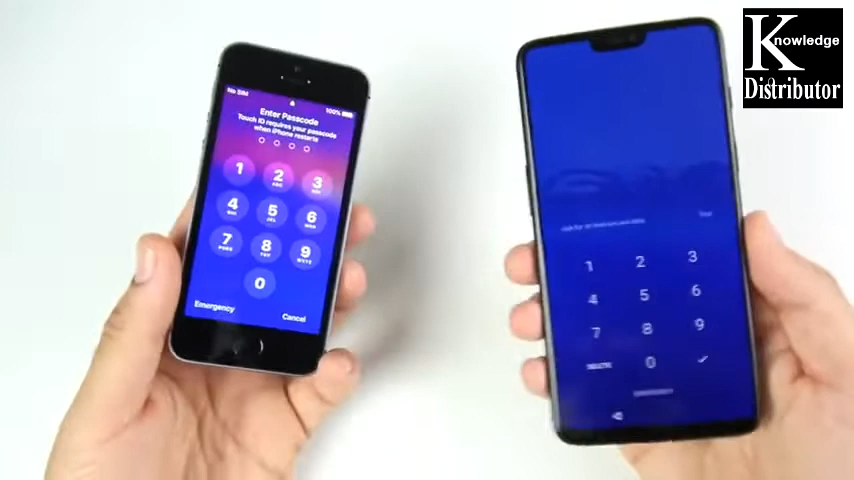 Knowledge
Distributor
No SIM
100%
Enter Passcode
Touch ID requires your passcode
when iPhone restarts
1
2
ABC
3
DEF
4
GHI
5
JKL
6
MNO
7
PQRS
8
TUV
9
WXYZ
0
Emergency
Cancel
1
2
3
4
5
6
7
8
9
DELETE
0